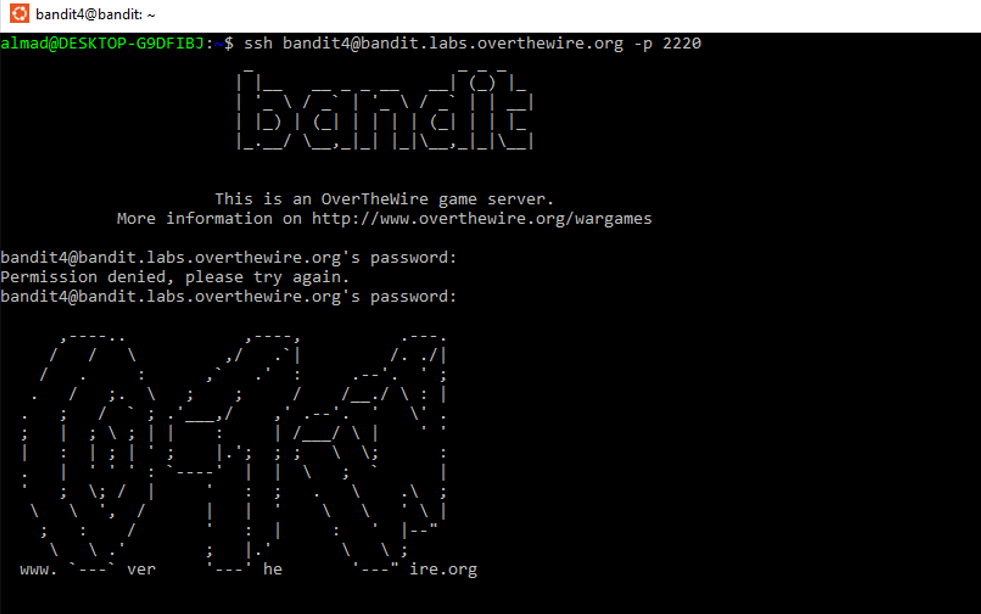 bandit4@bandit: ~
almad@DESKTOP-G9DFIBJ:~$ ssh bandit4@bandit.labs.overthewire.org -p 2220
bandit
This is an OverTheWire game server.
More information on http://www.overthewire.org/wargames
bandit4@bandit.labs.overthewire.org's password:
Permission denied, please try again.
bandit4@bandit.labs.overthewire.org's password:
www. ver he ire.org